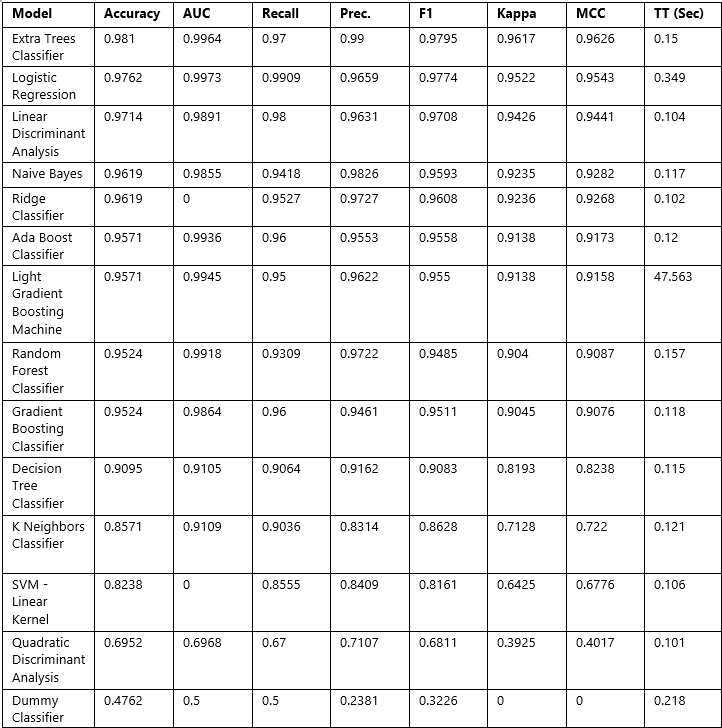 Model Accuracy AUC Recall Prec. F1 Kappa MCC TT (Sec)
Extra Trees 0.981 0.9964 0.97 0.99 0.9795 0.9617 0.9626 0.15
Classifier
Logistic 0.9762 0.9973 0.9909 0.9659 0.9774 0.9522 0.9543 0.349
Regression
Linear 0.9714 0.9891 0.98 0.9631 0.9708 0.9426 0.9441 0.104
Discriminant
Analysis
Naive Bayes 0.9619 0.9855 0.9418 0.9826 0.9593 0.9235 0.9282 0.117
Ridge 0.9619 0 0.9527 0.9727 0.9608 0.9236 0.9268 0.102
Classifier
Ada Boost 0.9571 0.9936 0.96 0.9553 0.9558 0.9138 0.9173 0.12
Classifier
Light 0.9571 0.9945 0.95 0.9622 0.955 0.9138 0.9158 47.563
Gradient
Boosting
Machine
Random 0.9524 0.9918 0.9309 0.9722 0.9485 0.904 0.9087 0.157
Forest
Classifier
Gradient 0.9524 0.9864 0.96 0.9461 0.9511 0.9045 0.9076 0.118
Boosting
Classifier
Decision 0.9095 0.9105 0.9064 0.9162 0.9083 0.8193 0.8238 0.115
Tree
Classifier
K Neighbors 0.8571 0.9109 0.9036 0.8314 0.8628 0.7128 0.722 0.121
Classifier
SVM - 0.8238 0 0.8555 0.8409 0.8161 0.6425 0.6776 0.106
Linear
Kernel
Quadratic 0.6952 0.6968 0.67 0.7107 0.6811 0.3925 0.4017 0.101
Discriminant
Analysis
Dummy 0.4762 0.5 0.5 0.2381 0.3226 0 0 0.218
Classifier